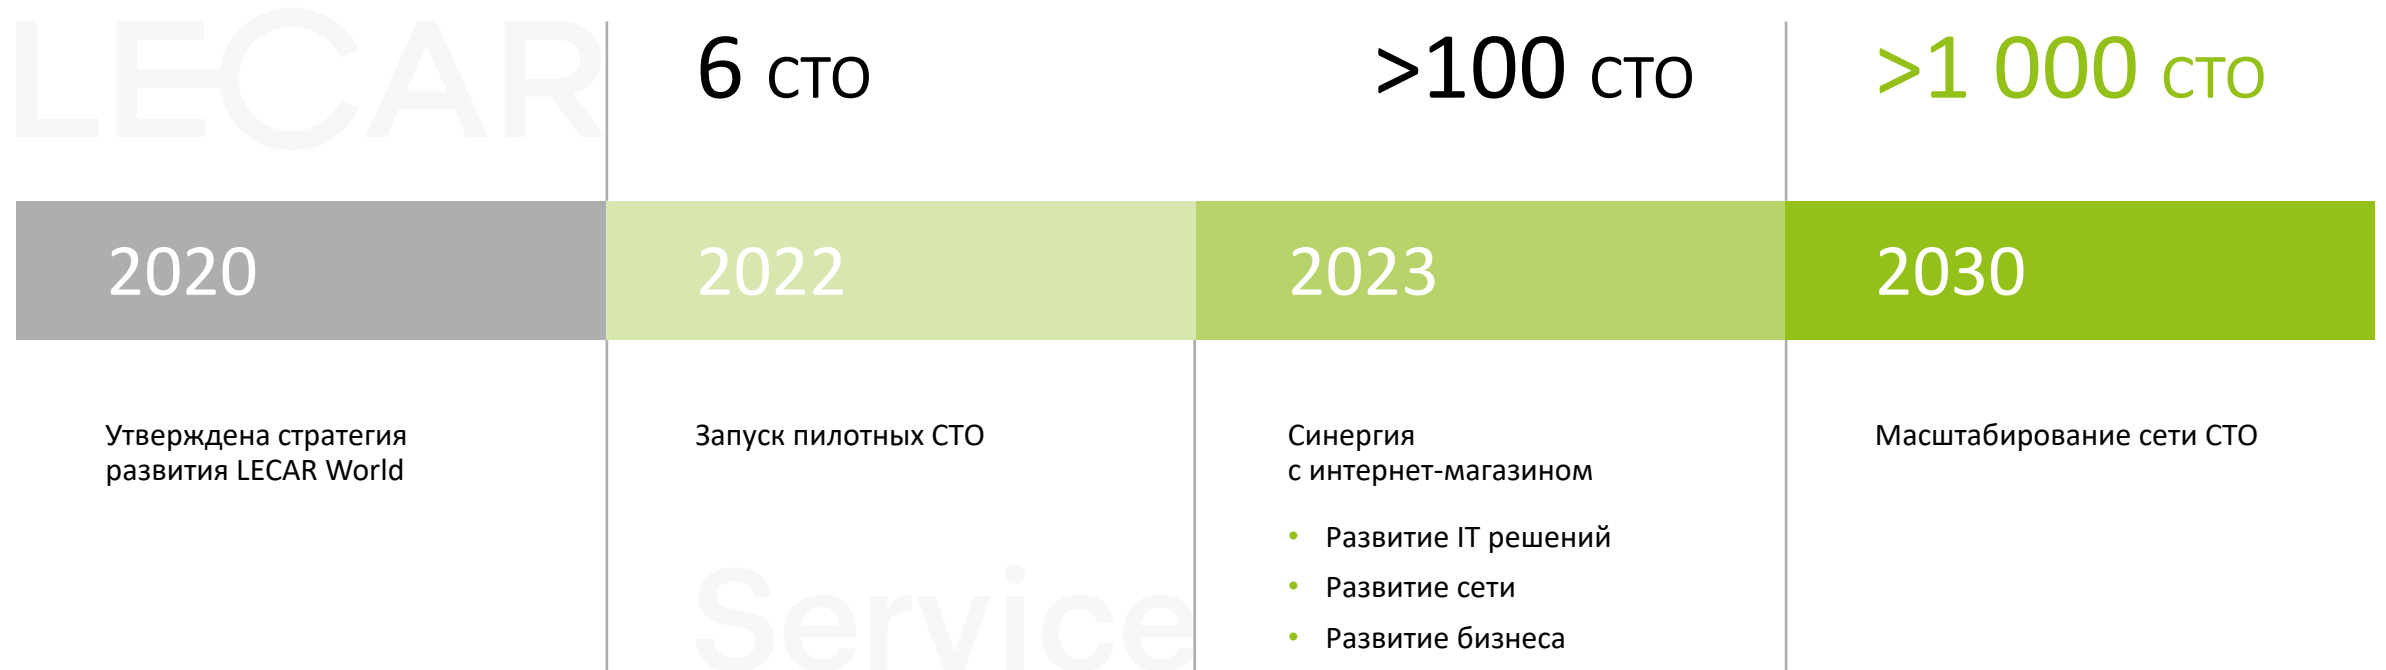 LECAR
6 СТО
>100 СТО
>1 000 СТО
2020
2022
2023
2030
Утверждена стратегия
развития LECAR World
Запуск пилотных СТО
Синергия
с интернет-магазином
• Развитие IT решений
• Развитие сети
• Развитие бизнеса
Масштабирование сети СТО
Service